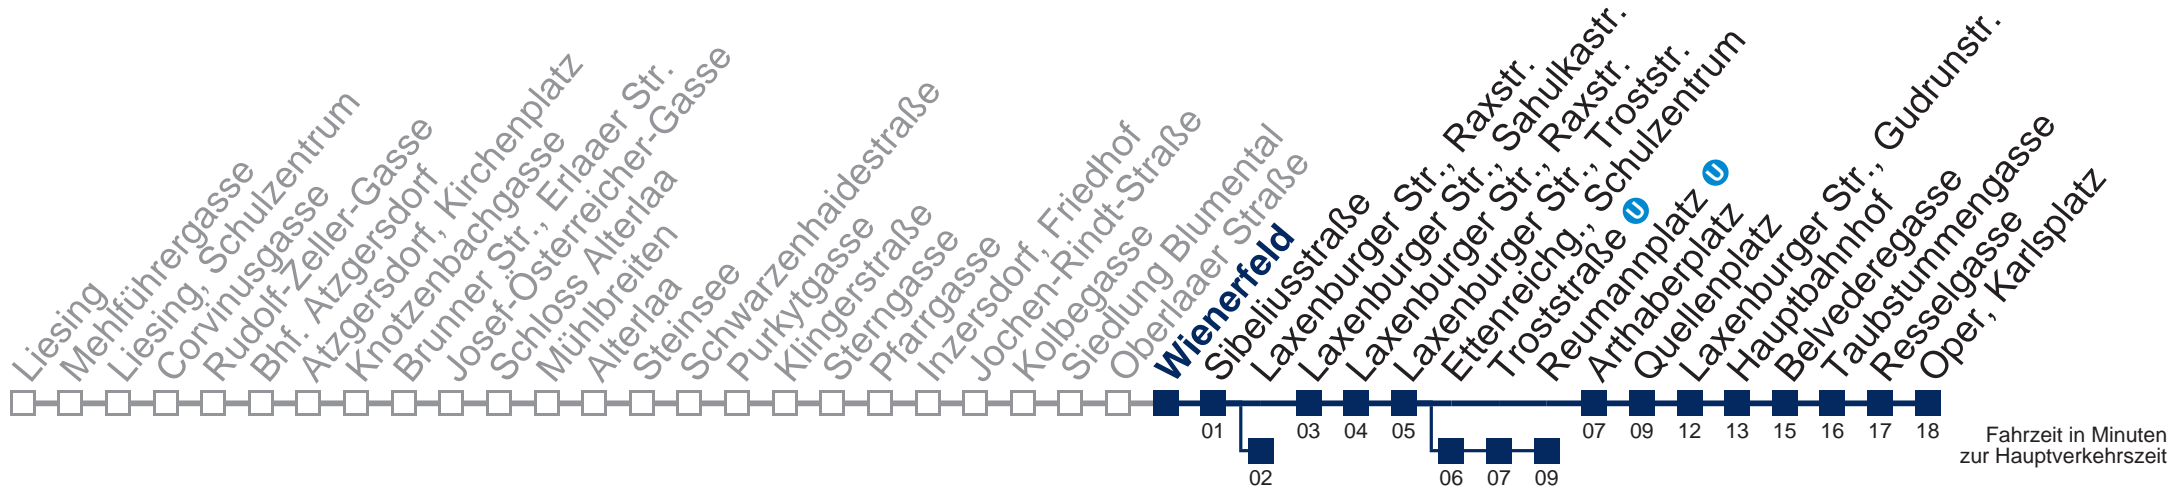 Liesing
Mehlführergasse
Liesing, Schulzentrum
Corvinusgasse
Rudolf-Zeller-Gasse
Bhf. Atzgersdorf
Atzgersdorf, Kirchenplatz
Knotzenbachgasse
Brunner Str., Erlaaer Str.
Josef-Österreicher-Gasse
Schloss Alterlaa
Mühlbreiten
Alterlaa
Steinsee
Schwarzenhaidestraße
Purkytgasse
Klingerstraße
Sterngasse
Pfarrgasse
Inzersdorf, Friedhof
Jochen-Rindt-Straße
Kolbegasse
Siedlung Blumental
Oberlaaer Straße
Wienerfeld
Sibeliusstraße
Laxenburger Str., Raxstr.
Laxenburger Str., Sahulkastr.
Laxenburger Str., Raxstr.
Laxenburger Str., Troststr.
Ettenreichg., Schulzentrum
Troststraße U
Reumannplatz U
Arthaberplatz
Quellenplatz
Laxenburger Str., Gudrunstr.
Hauptbahnhof
Belvederegasse
Taubstummengasse
Resselgasse
Oper, Karlsplatz
01 03 04 05 07 09 12 13 15 16 17 18
02 06 07 09
Fahrzeit in Minuten
zur Hauptverkehrszeit